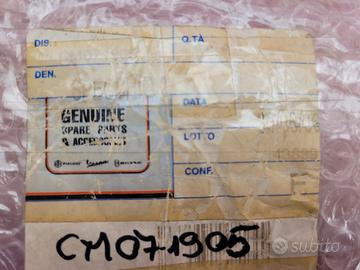 DIS.
Q.TÀ
DEN.
GENUINE
SPARE PARTS
& ACCESSORIES
DATA
LOTTO
CONF.
CM071905
subito